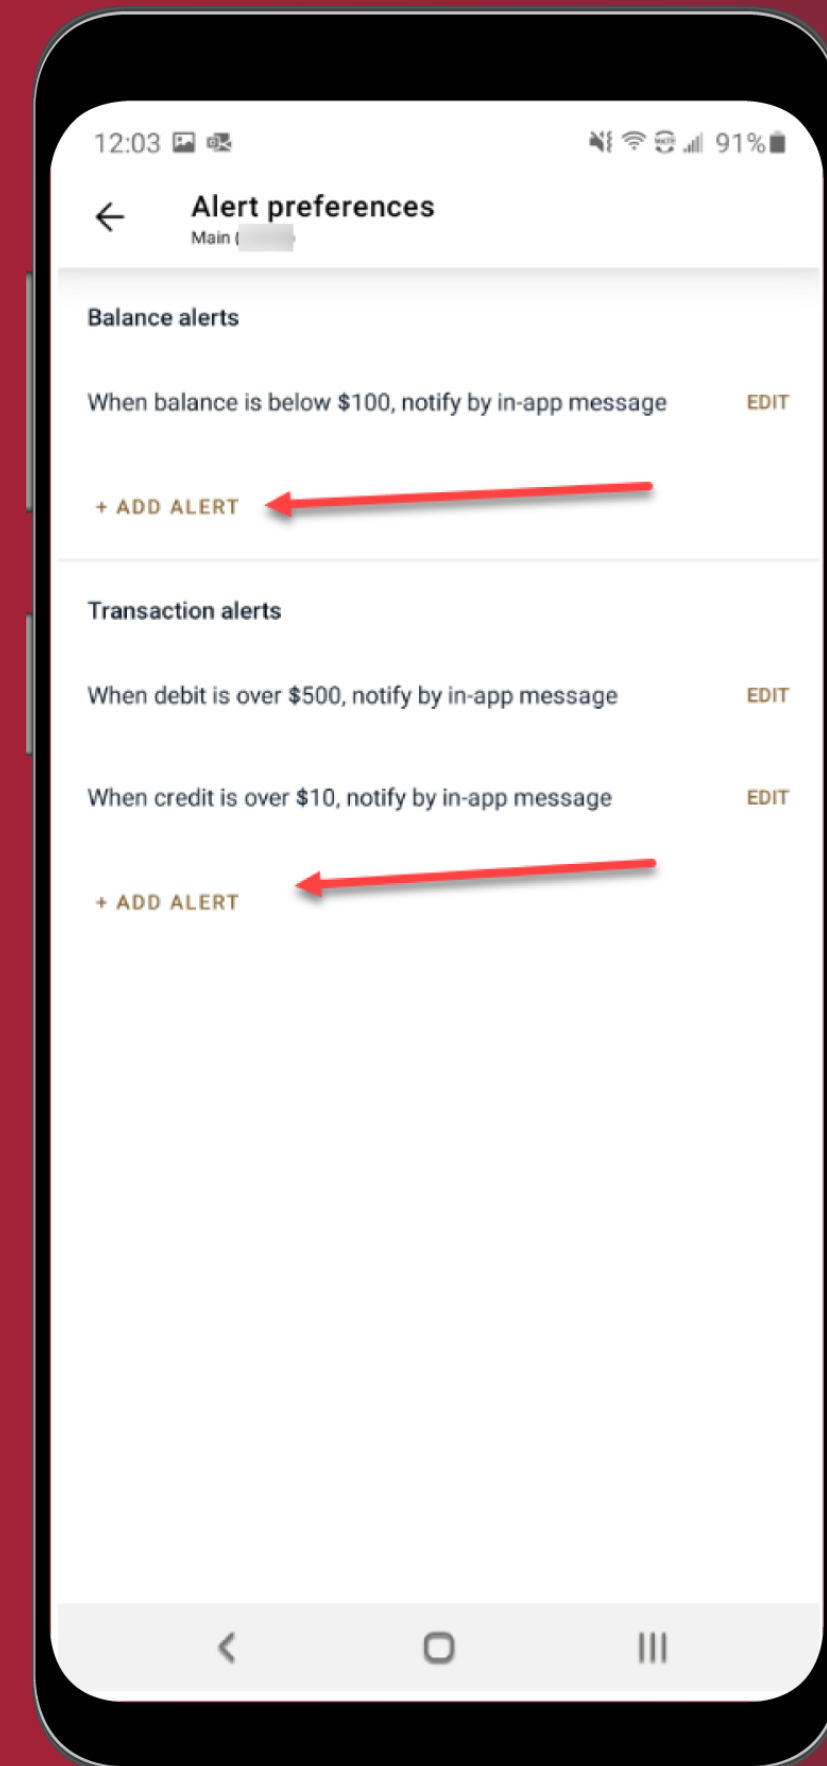 12:03 91%
Alert preferences
Main (
Balance alerts
When balance is below $100, notify by in-app message EDIT
+ ADD ALERT
Transaction alerts
When debit is over $500, notify by in-app message EDIT
When credit is over $10, notify by in-app message EDIT
+ ADD ALERT